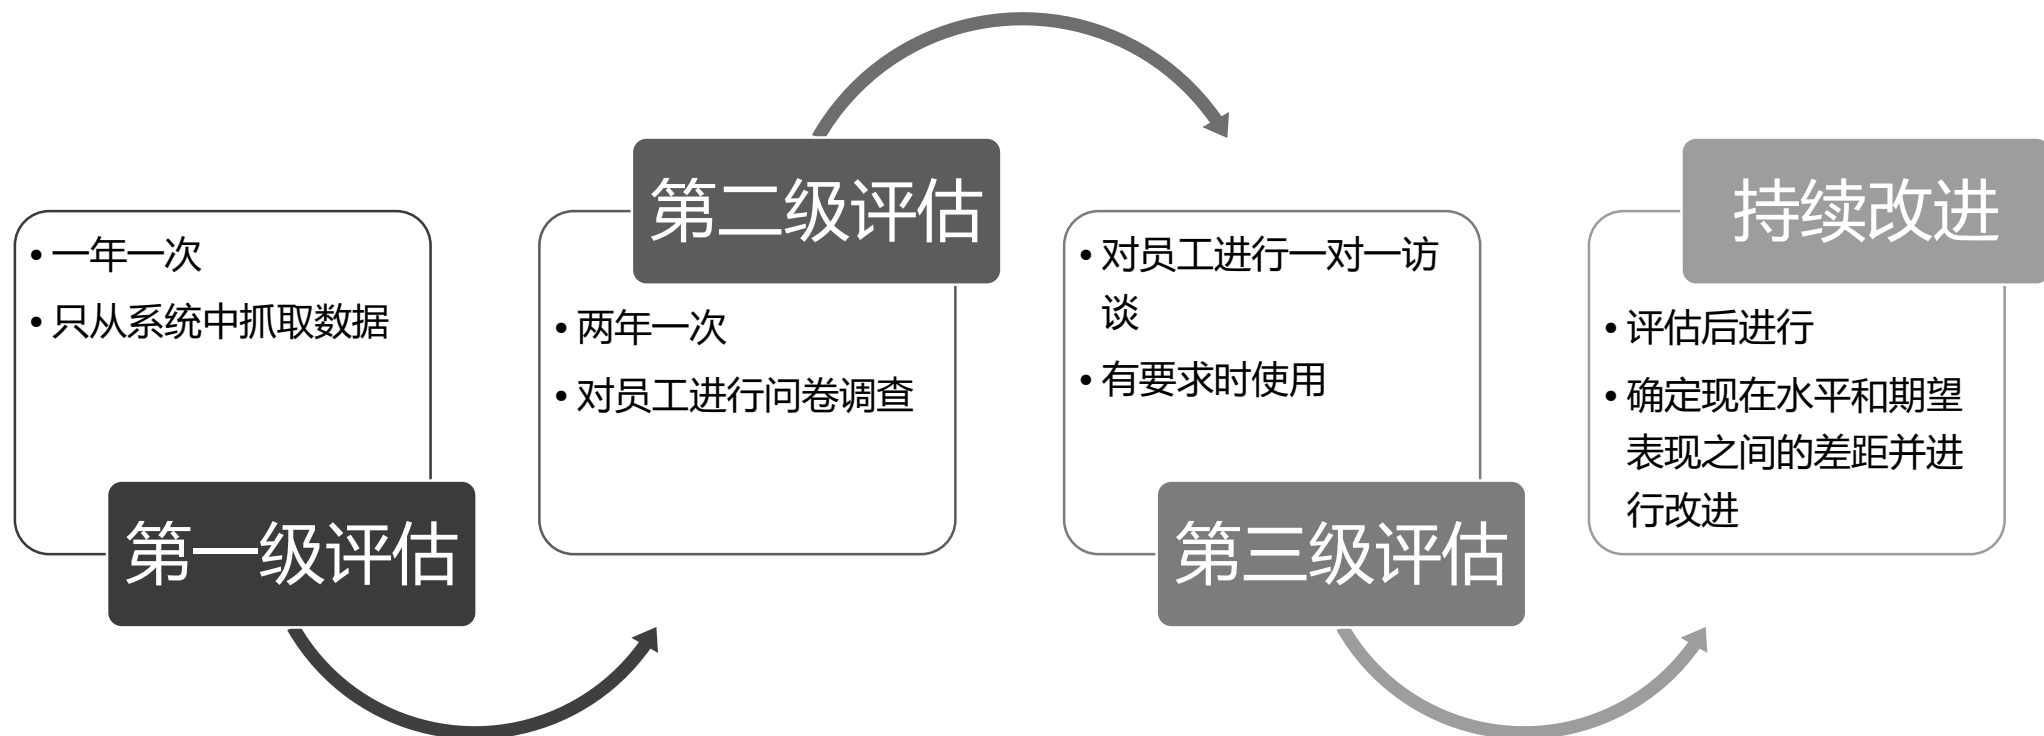 • 一年一次
• 只从系统中抓取数据
第一级评估
第二级评估
• 两年一次
• 对员工进行问卷调查
• 对员工进行一对一访
谈
• 有要求时使用
第三级评估
持续改进
• 评估后进行
• 确定现在水平和期望
表现之间的差距并进
行改进